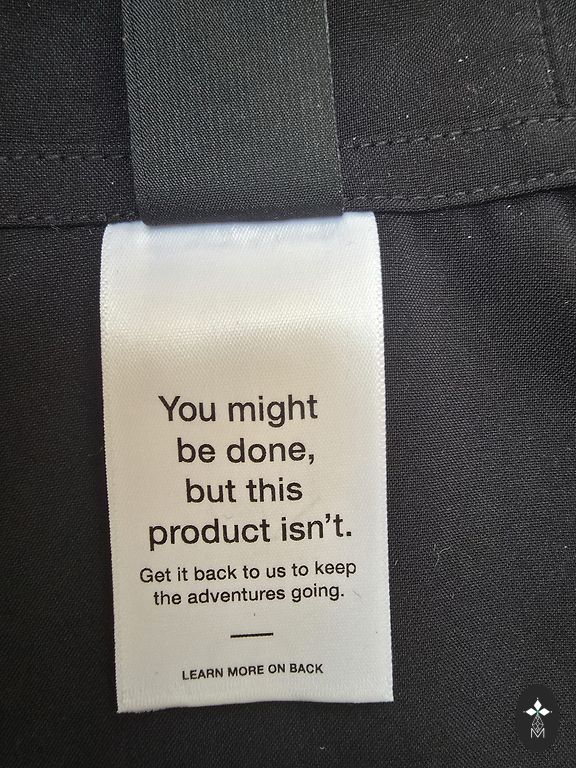 You might
be done,
but this
product isn't.
Get it back to us to keep
the adventures going.
LEARN MORE ON BACK
M